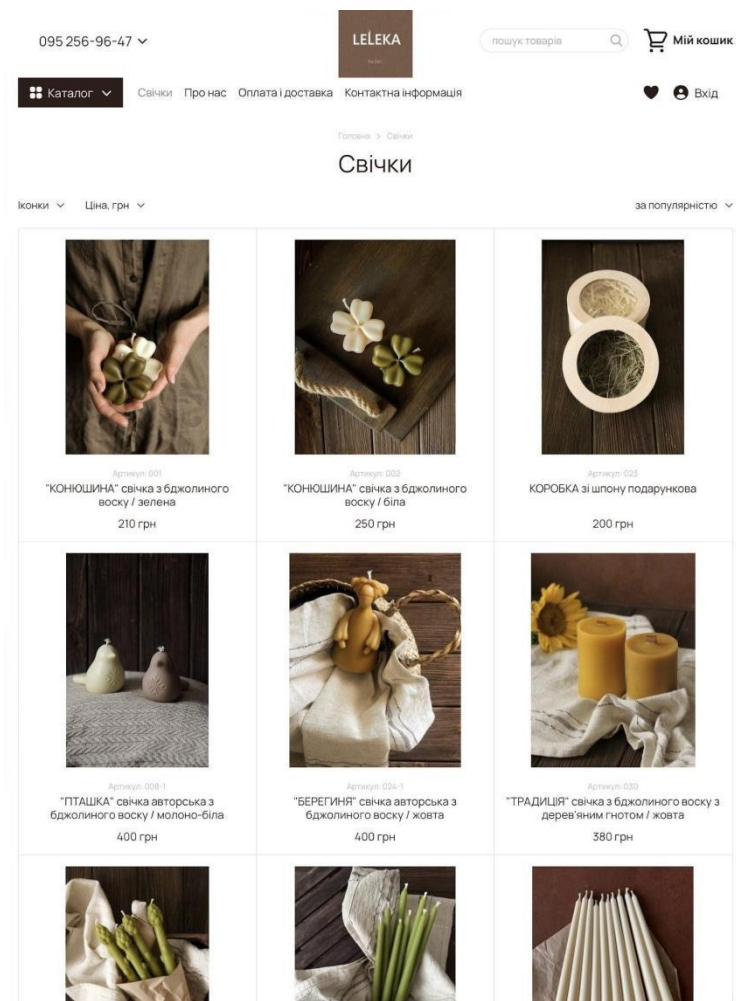 095 256-96-47
LELEKA
пошук товарів
Мій кошик
Каталог
Свічки
Про нас
Оплата і доставка
Контактна інформація
Вхід
Головна > Свічки
Свічки
Іконки
Ціна, грн
за популярністю
Артикул: 001
"КОНЮШИНА" свічка з бджолиного
воску / зелена
210 грн
Артикул: 002
"КОНЮШИНА" свічка з бджолиного
воску / біла
250 грн
Артикул: 023
КОРОБКА зі шпону подарункова
200 грн
Артикул: 008-1
"ПТАШКА" свічка авторська з
бджолиного воску / молоно-біла
400 грн
Артикул: 024-1
"БЕРЕГИНЯ" свічка авторська з
бджолиного воску / жовта
400 грн
Артикул: 030
"ТРАДИЦІЯ" свічка з бджолиного воску з
дерев'яним гнотом / жовта
380 грн